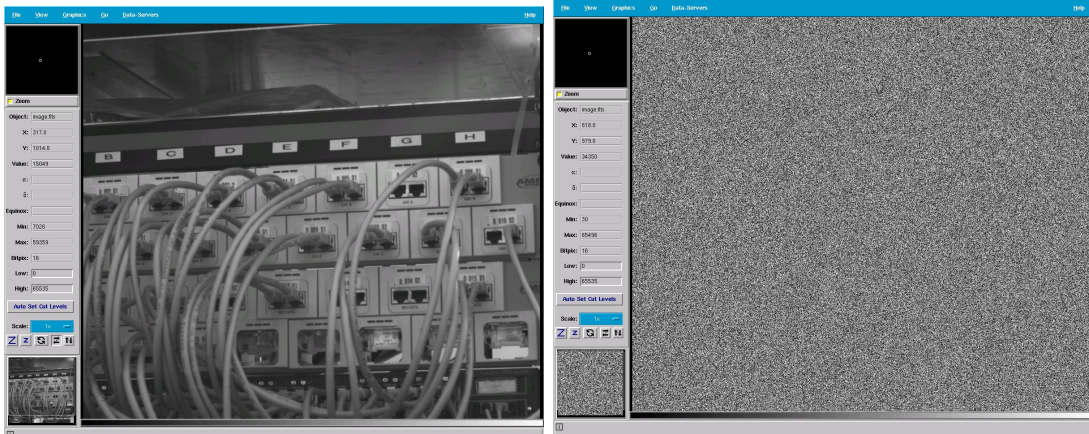 File View Graphics Go Data-Servers Help
Zoom
Object: image.fits
X: 317.0
Y: 1014.0
Value: 15049
α:
δ:
Equinox:
Min: 7026
Max: 59359
Bitpix: 16
Low: 0
High: 65535
Auto Set Cut Levels
Scale: 1x
Z Z
B C D E F G H
File View Graphics Go Data-Servers Help
Zoom
Object: image.fits
X: 618.0
Y: 979.0
Value: 34350
α:
δ:
Equinox:
Min: 30
Max: 65498
Bitpix: 16
Low: 0
High: 65535
Auto Set Cut Levels
Scale: 1x
Z Z